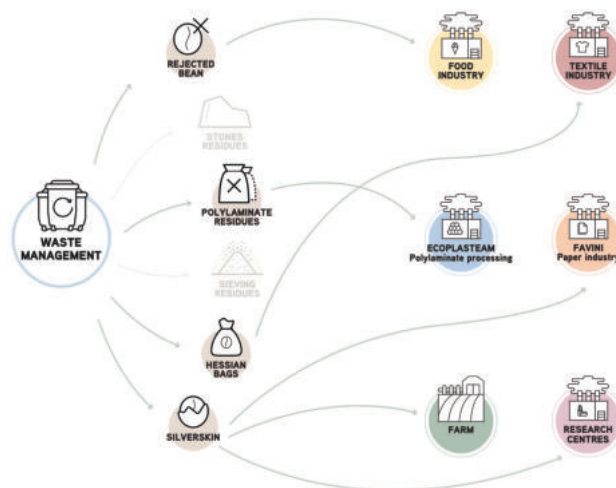 REJECTED
BEAN
FOOD
INDUSTRY
TEXTILE
INDUSTRY
STONES
RESIDUES
POLYLAMINATE
RESIDUES
WASTE
MANAGEMENT
ECOPLASTEAM
Polylaminate processing
FAVINI
Paper industry
SIEVING
RESIDUES
HESSIAN
BAGS
SILVERSKIN
FARM
RESEARCH
CENTRES